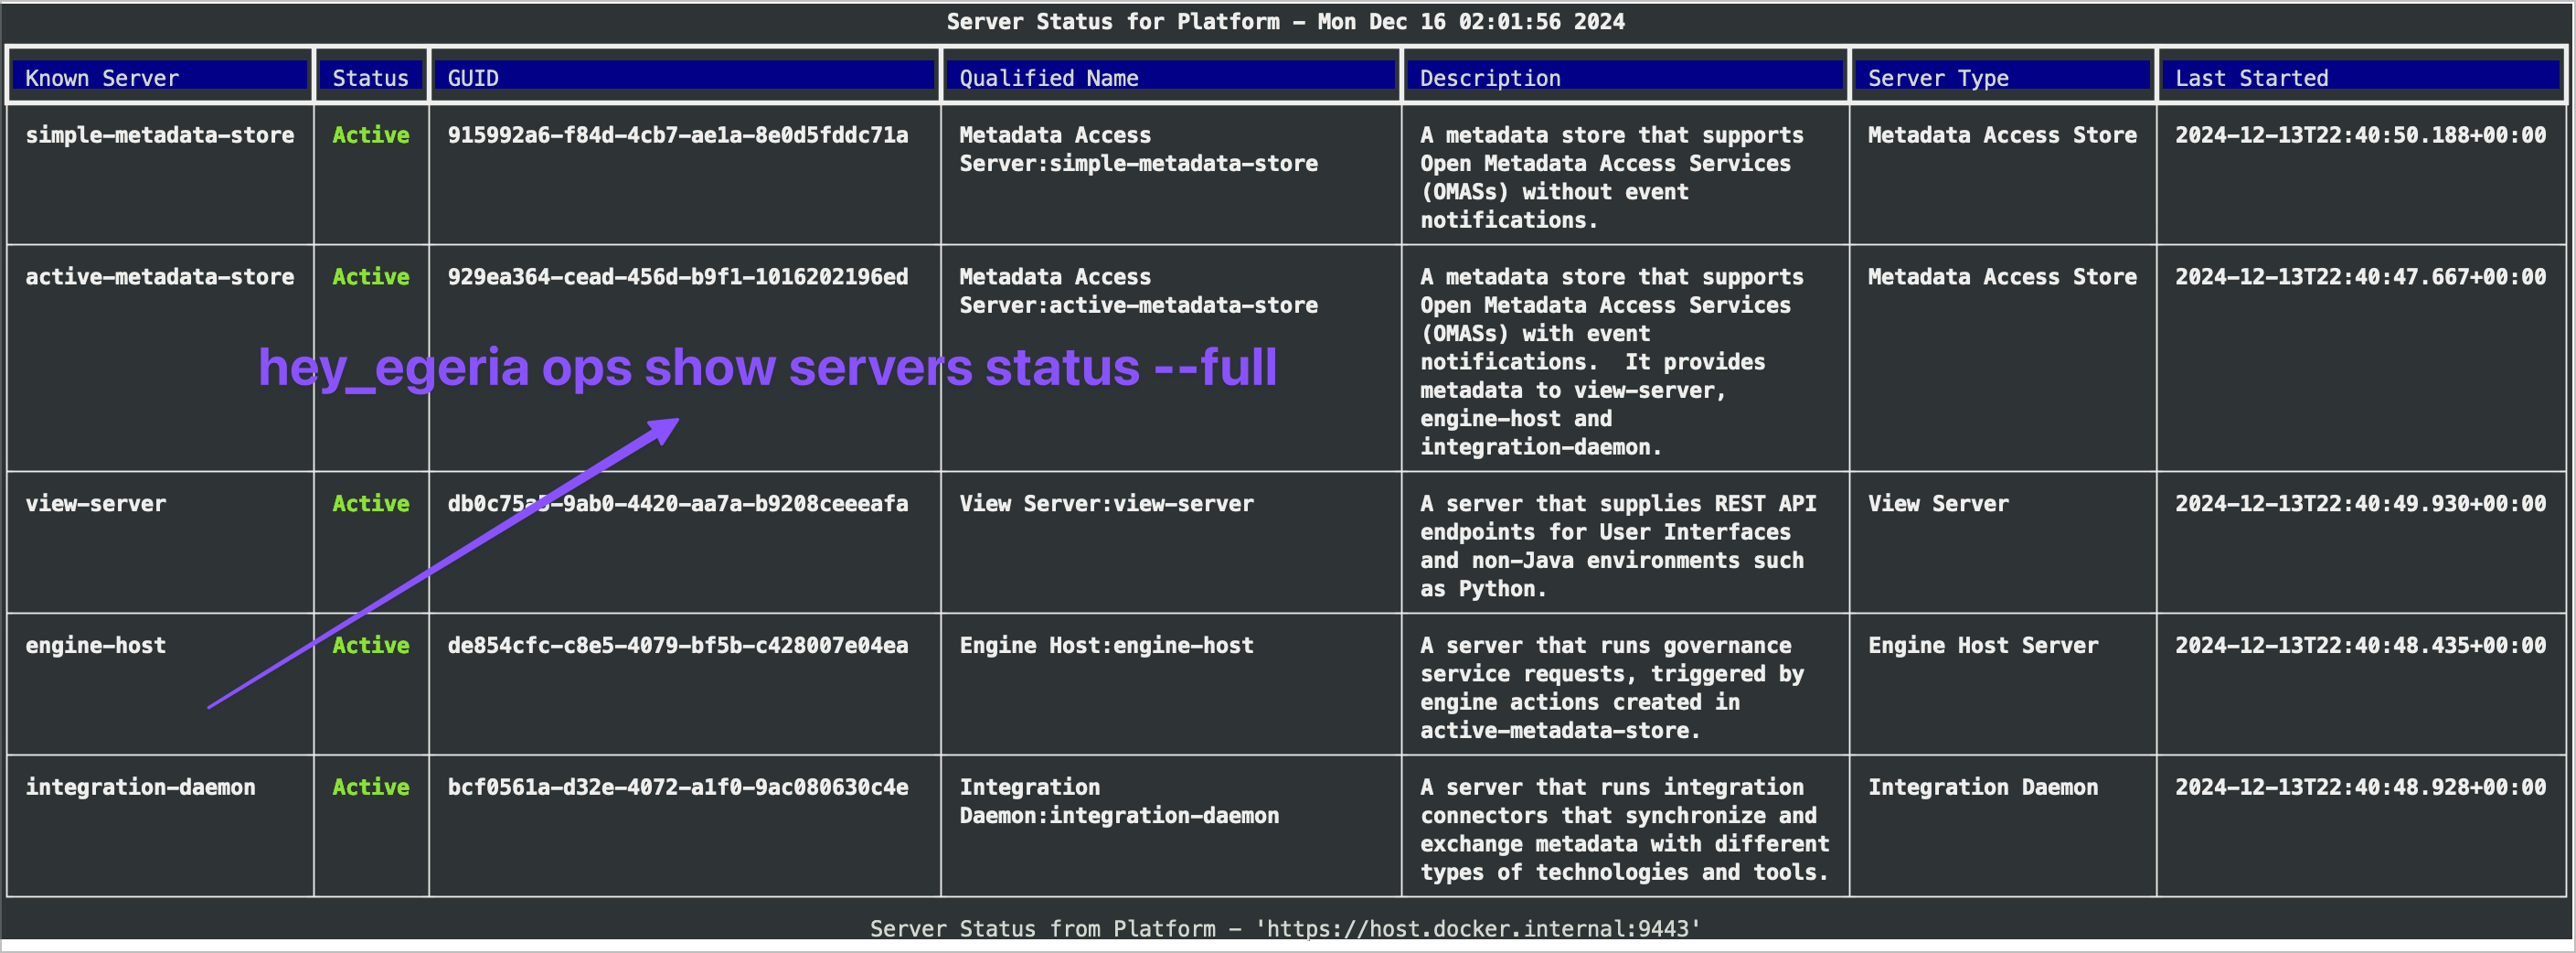 Server Status for Platform – Mon Dec 16 02:01:56 2024
Known Server Status GUID Qualified Name Description Server Type Last Started
simple-metadata-store Active 915992a6-f84d-4cb7-ae1a-8e0d5fddc71a Metadata Access A metadata store that supports Metadata Access Store 2024-12-13T22:40:50.188+00:00
Server:simple-metadata-store Open Metadata Access Services
(OMASs) without event
notifications.
active-metadata-store Active 929ea364-cead-456d-b9f1-1016202196ed Metadata Access A metadata store that supports Metadata Access Store 2024-12-13T22:40:47.667+00:00
Server:active-metadata-store Open Metadata Access Services
(OMASs) with event
notifications.  It provides
hey_egeria ops show servers status --full
metadata to view-server,
engine-host and
integration-daemon.
view-server Active db0c75a5-9ab0-4420-aa7a-b9208ceeeafa View Server:view-server A server that supplies REST API View Server 2024-12-13T22:40:49.930+00:00
endpoints for User Interfaces
and non-Java environments such
as Python.
engine-host Active de854cfc-c8e5-4079-bf5b-c428007e04ea Engine Host:engine-host A server that runs governance Engine Host Server 2024-12-13T22:40:48.435+00:00
service requests, triggered by
engine actions created in
active-metadata-store.
integration-daemon Active bcf0561a-d32e-4072-a1f0-9ac080630c4e Integration A server that runs integration Integration Daemon 2024-12-13T22:40:48.928+00:00
Daemon:integration-daemon connectors that synchronize and
exchange metadata with different
types of technologies and tools.
Server Status from Platform – 'https://host.docker.internal:9443'